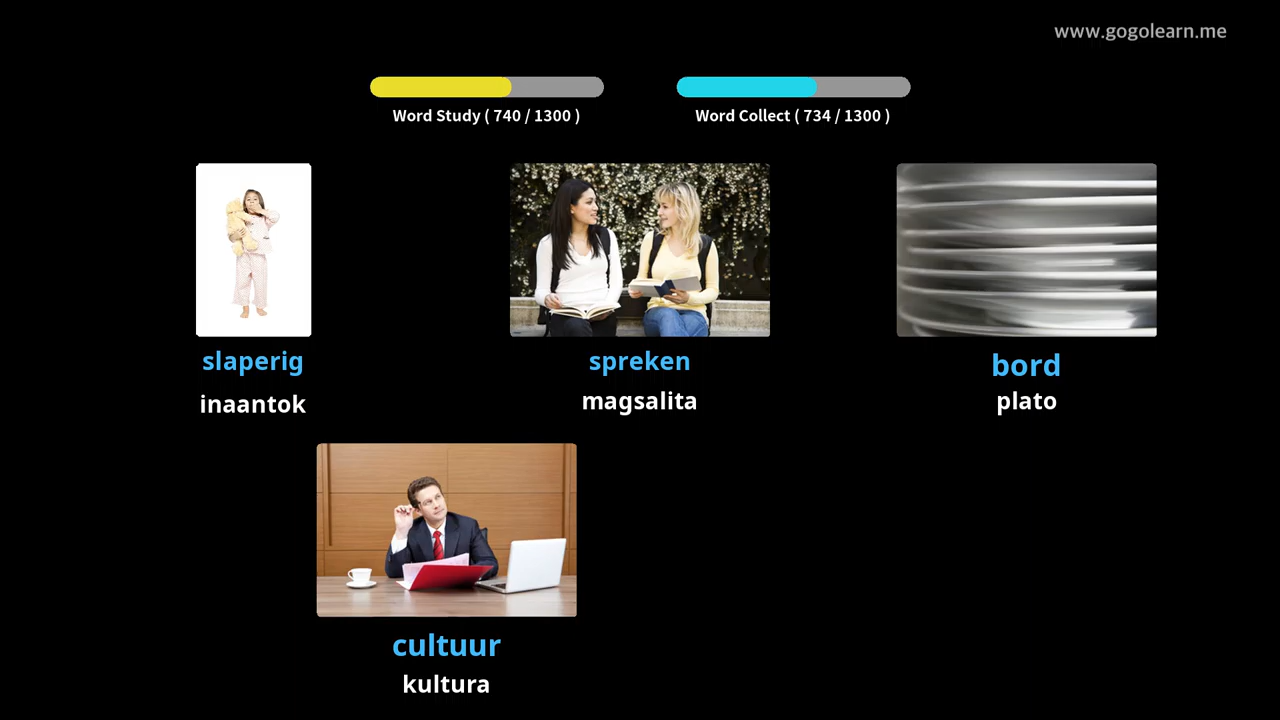 www.gogolearn.me
Word Study ( 740 / 1300 )
Word Collect ( 734 / 1300 )
slaperig
inaantok
spreken
magsalita
bord
plato
cultuur
kultura